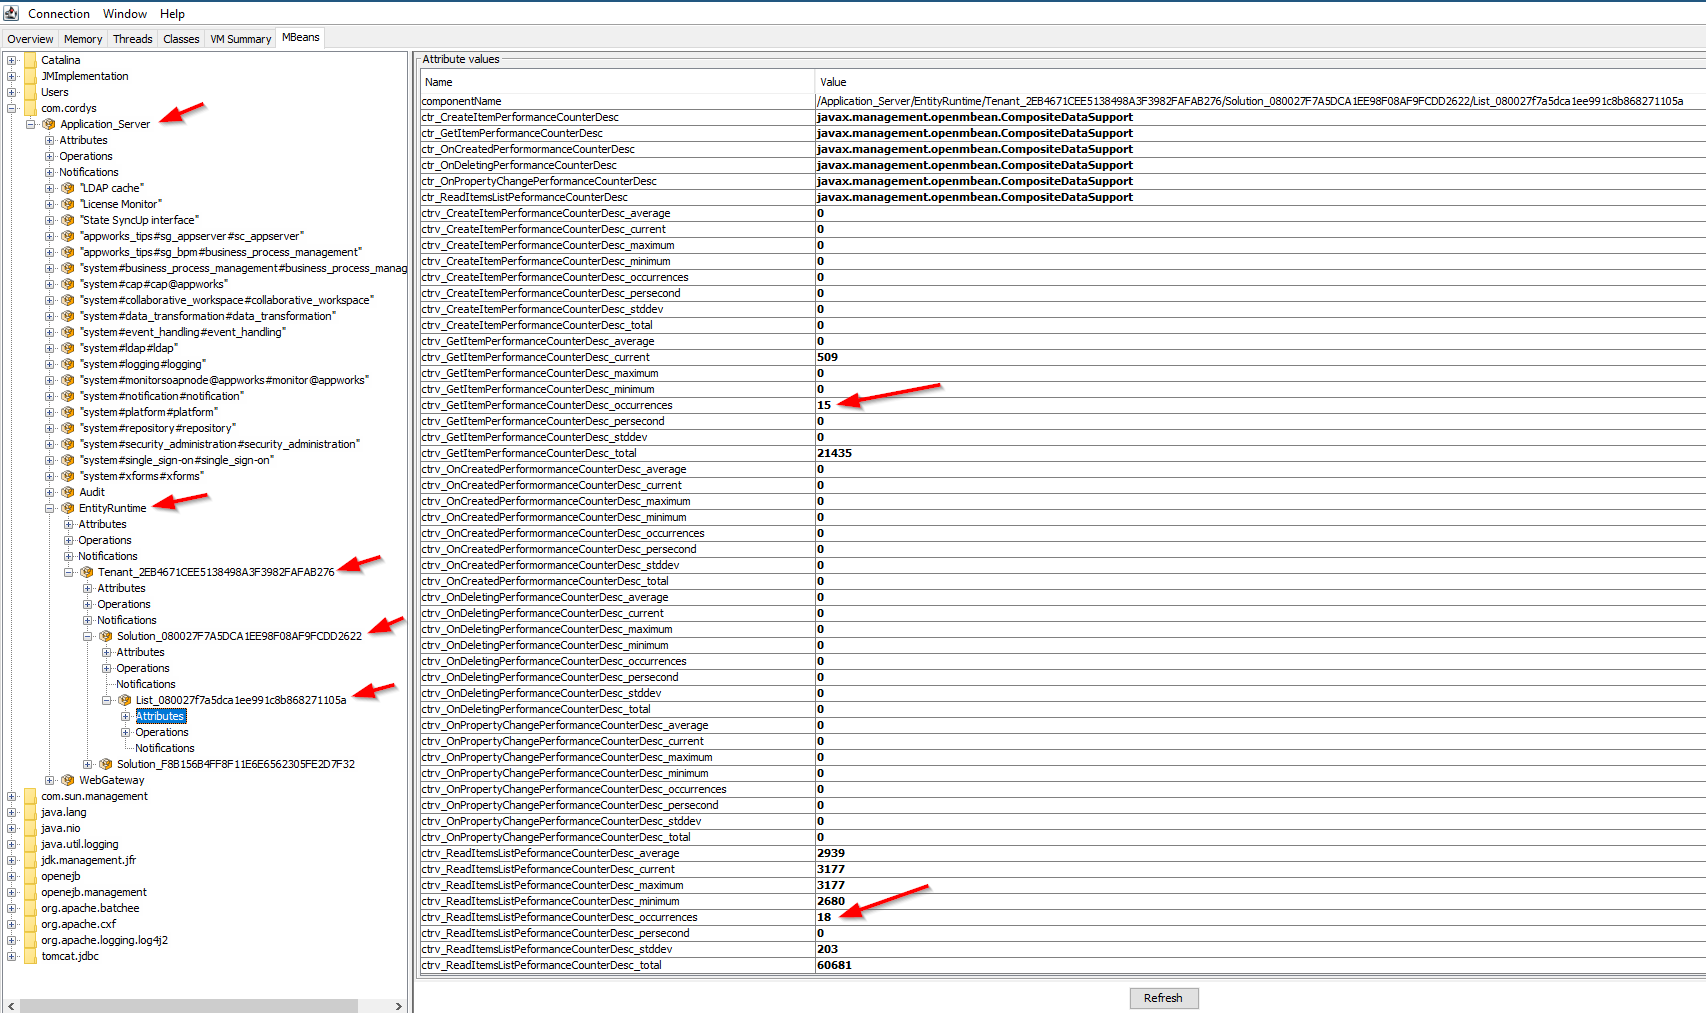 Connection Window Help
Overview Memory Threads Classes VM Summary MBeans
Catalina
JMImplementation
Users
com.cordys
Application_Server
Attributes
Operations
Notifications
"LDAP cache"
"License Monitor"
"State SyncUp interface"
"appworks_tips#sg_appserver#sc_appserver"
"appworks_tips#sg_bpm#business_process_management"
"system#business_process_management#business_process_manag
"system#cap#cap@appworks"
"system#collaborative_workspace#collaborative_workspace"
"system#data_transformation#data_transformation"
"system#event_handling#event_handling"
"system#ldap#ldap"
"system#logging#logging"
"system#monitorsoapnode@appworks#monitor@appworks"
"system#notification#notification"
"system#platform#platform"
"system#repository#repository"
"system#security_administration#security_administration"
"system#single_sign-on#single_sign-on"
"system#xforms#xforms"
Audit
EntityRuntime
Attributes
Operations
Notifications
Tenant_2EB4671CEE5138498A3F3982FAFAB276
Attributes
Operations
Notifications
Solution_080027F7A5DCA1EE98F08AF9FCDD2622
Attributes
Operations
Notifications
List_080027f7a5dca1ee991c8b868271105a
Attributes
Operations
Notifications
Solution_F8B156B4FF8F11E6E6562305FE2D7F32
WebGateway
com.sun.management
java.lang
java.nio
java.util.logging
jdk.management.jfr
openejb
openejb.management
org.apache.batchee
org.apache.cxf
org.apache.logging.log4j2
tomcat.jdbc
Attribute values
Name Value
componentName /Application_Server/EntityRuntime/Tenant_2EB4671CEE5138498A3F3982FAFAB276/Solution_080027F7A5DCA1EE98F08AF9FCDD2622/List_080027f7a5dca1ee991c8b868271105a
ctr_CreateItemPerformanceCounterDesc javax.management.openmbean.CompositeDataSupport
ctr_GetItemPerformanceCounterDesc javax.management.openmbean.CompositeDataSupport
ctr_OnCreatedPerformormanceCounterDesc javax.management.openmbean.CompositeDataSupport
ctr_OnDeletingPerformanceCounterDesc javax.management.openmbean.CompositeDataSupport
ctr_OnPropertyChangePerformanceCounterDesc javax.management.openmbean.CompositeDataSupport
ctr_ReadItemsListPeformanceCounterDesc javax.management.openmbean.CompositeDataSupport
ctrv_CreateItemPerformanceCounterDesc_average 0
ctrv_CreateItemPerformanceCounterDesc_current 0
ctrv_CreateItemPerformanceCounterDesc_maximum 0
ctrv_CreateItemPerformanceCounterDesc_minimum 0
ctrv_CreateItemPerformanceCounterDesc_occurrences 0
ctrv_CreateItemPerformanceCounterDesc_persecond 0
ctrv_CreateItemPerformanceCounterDesc_stddev 0
ctrv_CreateItemPerformanceCounterDesc_total 0
ctrv_GetItemPerformanceCounterDesc_average 0
ctrv_GetItemPerformanceCounterDesc_current 509
ctrv_GetItemPerformanceCounterDesc_maximum 0
ctrv_GetItemPerformanceCounterDesc_minimum 0
ctrv_GetItemPerformanceCounterDesc_occurrences 15
ctrv_GetItemPerformanceCounterDesc_persecond 0
ctrv_GetItemPerformanceCounterDesc_stddev 0
ctrv_GetItemPerformanceCounterDesc_total 21435
ctrv_OnCreatedPerformormanceCounterDesc_average 0
ctrv_OnCreatedPerformormanceCounterDesc_current 0
ctrv_OnCreatedPerformormanceCounterDesc_maximum 0
ctrv_OnCreatedPerformormanceCounterDesc_minimum 0
ctrv_OnCreatedPerformormanceCounterDesc_occurrences 0
ctrv_OnCreatedPerformormanceCounterDesc_persecond 0
ctrv_OnCreatedPerformormanceCounterDesc_stddev 0
ctrv_OnCreatedPerformormanceCounterDesc_total 0
ctrv_OnDeletingPerformanceCounterDesc_average 0
ctrv_OnDeletingPerformanceCounterDesc_current 0
ctrv_OnDeletingPerformanceCounterDesc_maximum 0
ctrv_OnDeletingPerformanceCounterDesc_minimum 0
ctrv_OnDeletingPerformanceCounterDesc_occurrences 0
ctrv_OnDeletingPerformanceCounterDesc_persecond 0
ctrv_OnDeletingPerformanceCounterDesc_stddev 0
ctrv_OnDeletingPerformanceCounterDesc_total 0
ctrv_OnPropertyChangePerformanceCounterDesc_average 0
ctrv_OnPropertyChangePerformanceCounterDesc_current 0
ctrv_OnPropertyChangePerformanceCounterDesc_maximum 0
ctrv_OnPropertyChangePerformanceCounterDesc_minimum 0
ctrv_OnPropertyChangePerformanceCounterDesc_occurrences 0
ctrv_OnPropertyChangePerformanceCounterDesc_persecond 0
ctrv_OnPropertyChangePerformanceCounterDesc_stddev 0
ctrv_OnPropertyChangePerformanceCounterDesc_total 0
ctrv_ReadItemsListPeformanceCounterDesc_average 2939
ctrv_ReadItemsListPeformanceCounterDesc_current 3177
ctrv_ReadItemsListPeformanceCounterDesc_maximum 3177
ctrv_ReadItemsListPeformanceCounterDesc_minimum 2680
ctrv_ReadItemsListPeformanceCounterDesc_occurrences 18
ctrv_ReadItemsListPeformanceCounterDesc_persecond 0
ctrv_ReadItemsListPeformanceCounterDesc_stddev 203
ctrv_ReadItemsListPeformanceCounterDesc_total 60681
Refresh